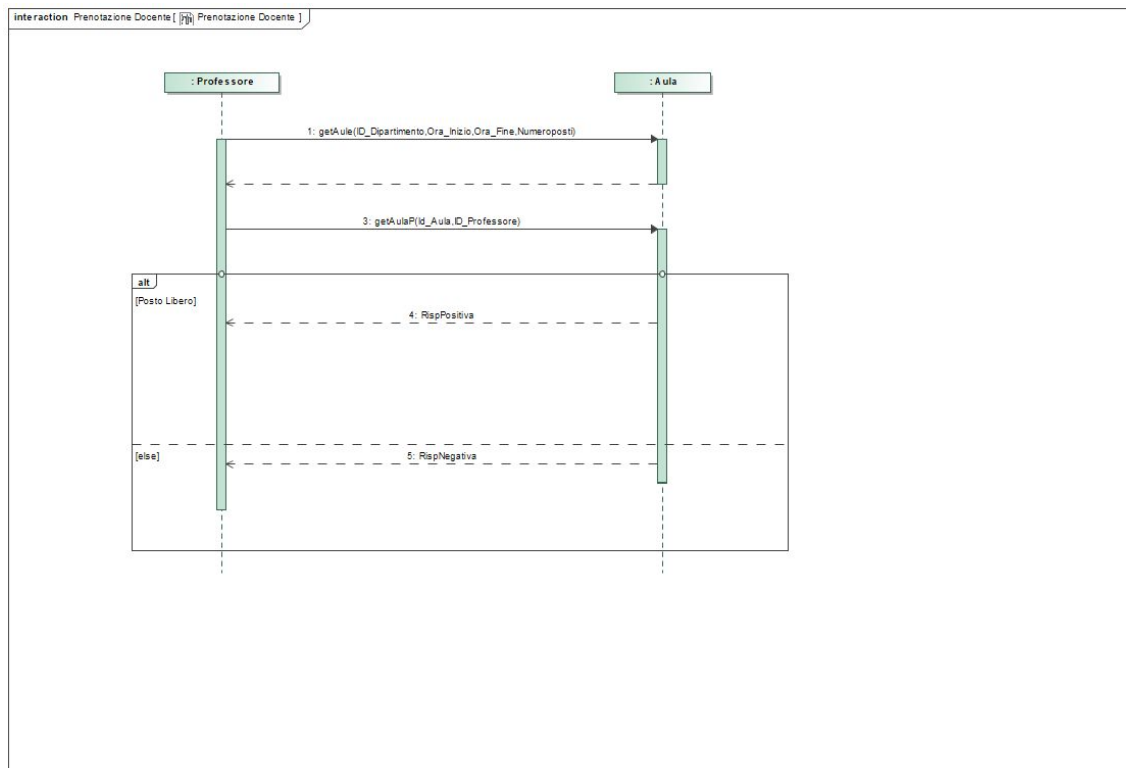 interaction Prenotazione Docente [ Prenotazione Docente ]
: Professore
: Aula
1: getAule(ID_Dipartimento,Ora_Inizio,Ora_Fine,Numeroposti)
3: getAulaP(Id_Aula,ID_Professore)
alt
[Posto Libero]
4: RispPositiva
[else]
5: RispNegativa